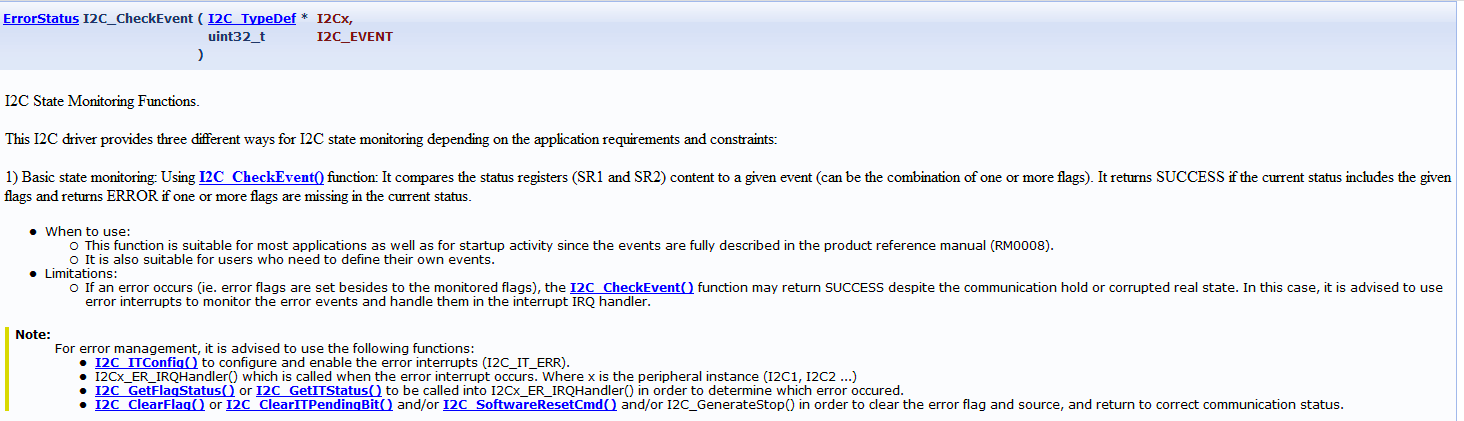 ErrorStatus I2C_CheckEvent ( I2C_TypeDef * I2Cx,
uint32_t I2C_EVENT
)
I2C State Monitoring Functions.
This I2C driver provides three different ways for I2C state monitoring depending on the application requirements and constraints:
1) Basic state monitoring: Using I2C_CheckEvent() function: It compares the status registers (SR1 and SR2) content to a given event (can be the combination of one or more flags). It returns SUCCESS if the current status includes the given
flags and returns ERROR if one or more flags are missing in the current status.
● When to use:
○ This function is suitable for most applications as well as for startup activity since the events are fully described in the product reference manual (RM0008).
○ It is also suitable for users who need to define their own events.
● Limitations:
○ If an error occurs (ie. error flags are set besides to the monitored flags), the I2C_CheckEvent() function may return SUCCESS despite the communication hold or corrupted real state. In this case, it is advised to use
error interrupts to monitor the error events and handle them in the interrupt IRQ handler.
Note:
For error management, it is advised to use the following functions:
● I2C_ITConfig() to configure and enable the error interrupts (I2C_IT_ERR).
● I2Cx_ER_IRQHandler() which is called when the error interrupt occurs. Where x is the peripheral instance (I2C1, I2C2 ...)
● I2C_GetFlagStatus() or I2C_GetITStatus() to be called into I2Cx_ER_IRQHandler() in order to determine which error occured.
● I2C_ClearFlag() or I2C_ClearITPendingBit() and/or I2C_SoftwareResetCmd() and/or I2C_GenerateStop() in order to clear the error flag and source, and return to correct communication status.